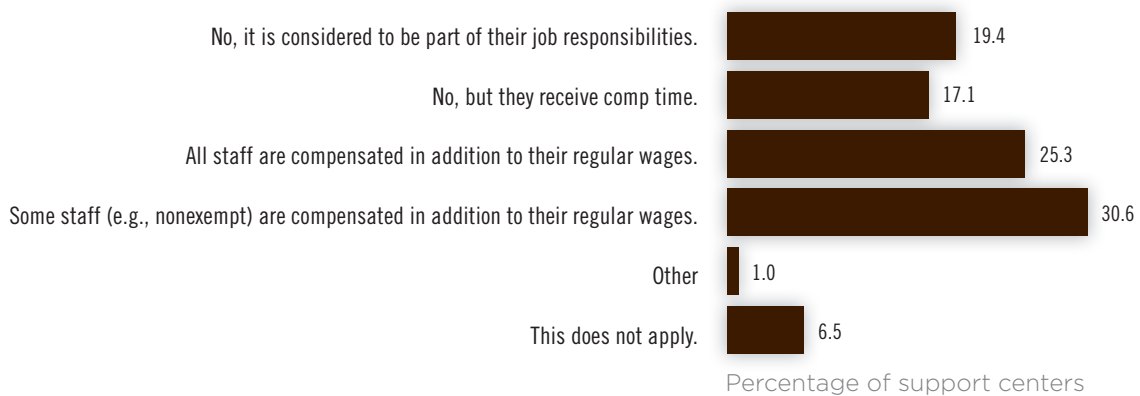 No, it is considered to be part of their job responsibilities. 19.4
No, but they receive comp time. 17.1
All staff are compensated in addition to their regular wages. 25.3
Some staff (e.g., nonexempt) are compensated in addition to their regular wages. 30.6
Other 1.0
This does not apply. 6.5
Percentage of support centers